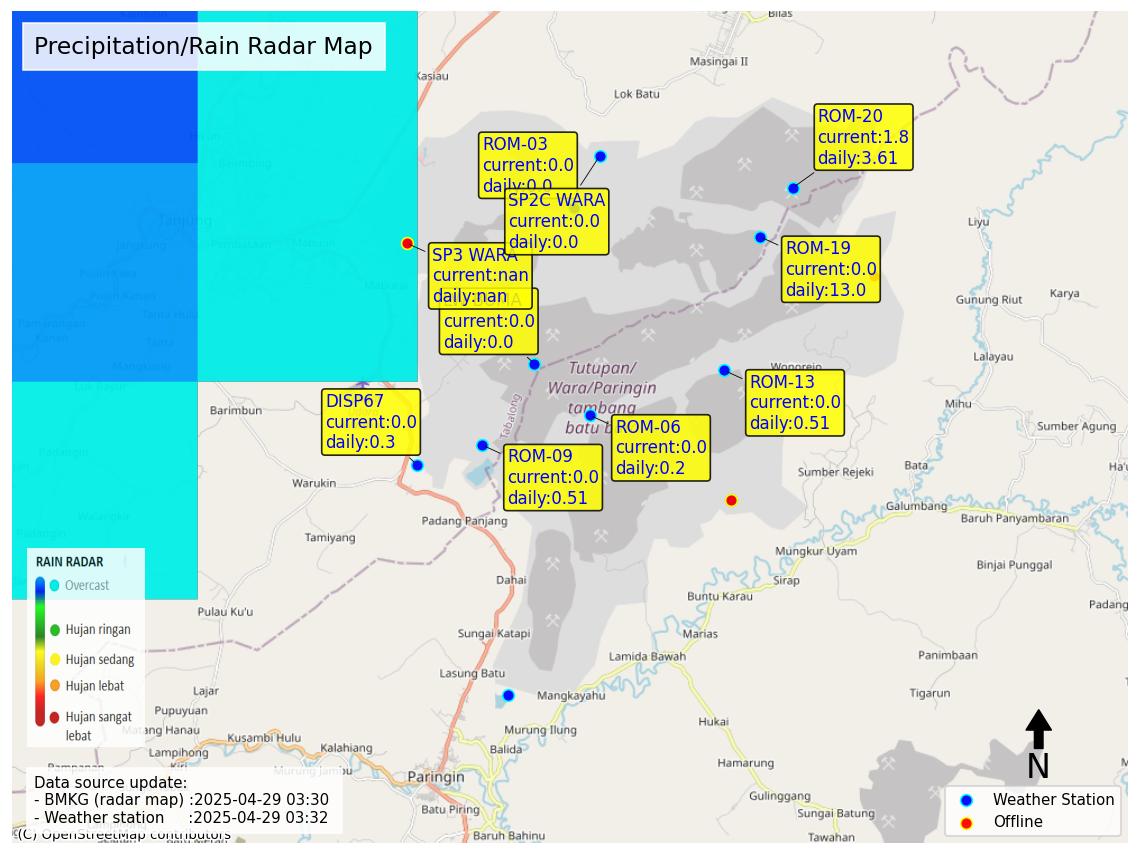 Precipitation/Rain Radar Map
Kasiau
Bilas
Masingai II
Lok Batu
ROM-20
current:1.8
daily:3.61
ROM-03
current:0.0
daily:0.0
SP2C WARA
current:0.0
daily:0.0
Tanjung
Liyu
SP3 WARA
current:nan
daily:nan
ROM-19
current:0.0
daily:13.0
Gunung Riut
Karya
current:0.0
daily:0.0
Lalayau
Wonorejo
Tutupan/
Wara/Paringin
tambang
batu
Tabalong
ROM-13
current:0.0
daily:0.51
DISP67
current:0.0
daily:0.3
Barimbun
Mihu
ROM-06
current:0.0
daily:0.2
Sumber Agung
ROM-09
current:0.0
daily:0.51
Bata
Sumber Rejeki
Warukin
Galumbang
Baruh Panyambaran
Padang Panjang
Tamiyang
Mungkur Uyam
Binjai Punggal
Dahai
Sirap
Buntu Karau
Padang
Pulau Ku'u
Sungai Katapi
Marias
Lamida Bawah
Panimbaan
Lasung Batu
Mangkayahu
Tigarun
Lajar
Pupuyuan
Matang Hanau
Hukai
Murung Ilung
Kusambi Hulu
Lampihong
Kalahiang
Balida
Hamarung
Murung Jambu
Paringin
Gulinggang
Batu Piring
Sungai Batung
Baruh Bahinu
Tawahan
RAIN RADAR
Overcast
Hujan ringan
Hujan sedang
Hujan lebat
Hujan sangat
lebat
Data source update:
- BMKG (radar map) :2025-04-29 03:30
- Weather station :2025-04-29 03:32
(C) OpenStreetMap contributors
N
Weather Station
Offline